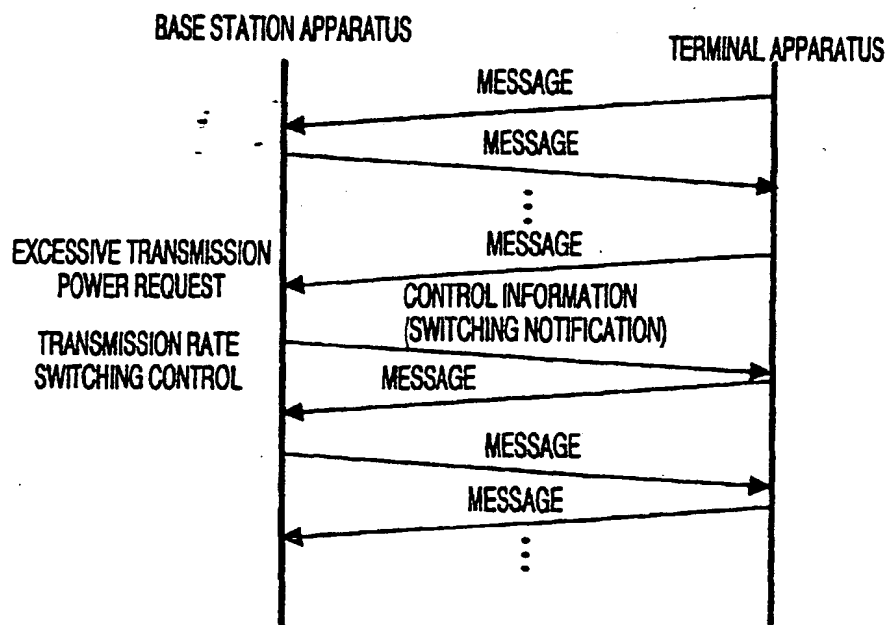 BASE STATION APPARATUS
TERMINAL APPARATUS
MESSAGE
MESSAGE
MESSAGE
EXCESSIVE TRANSMISSION
POWER REQUEST
CONTROL INFORMATION
(SWITCHING NOTIFICATION)
TRANSMISSION RATE
SWITCHING CONTROL
MESSAGE
MESSAGE
MESSAGE